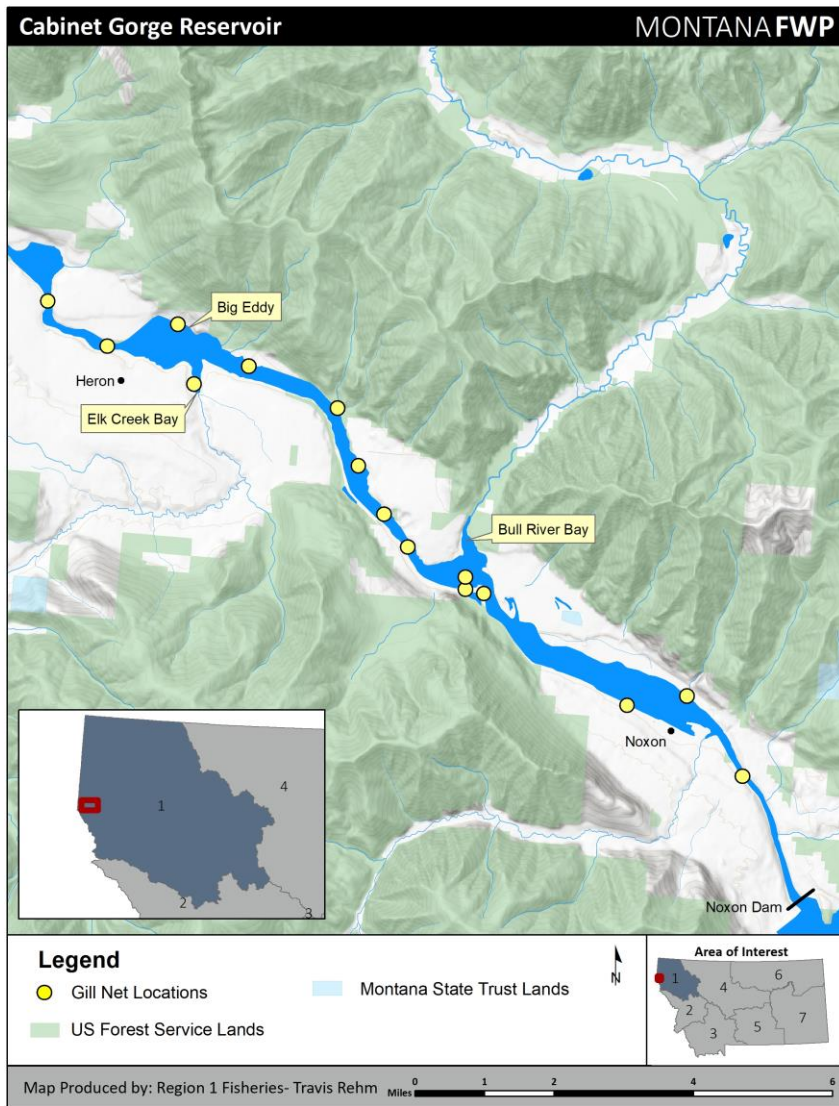 Cabinet Gorge Reservoir
MONTANA FWP
Big Eddy
Heron
Elk Creek Bay
Bull River Bay
Noxon
Noxon Dam
4
1
2
3
Legend
Gill Net Locations
US Forest Service Lands
Montana State Trust Lands
N
Area of Interest
1
4
6
2
3
5
7
Map Produced by: Region 1 Fisheries- Travis Rehm
Miles
0 1 2 4 6